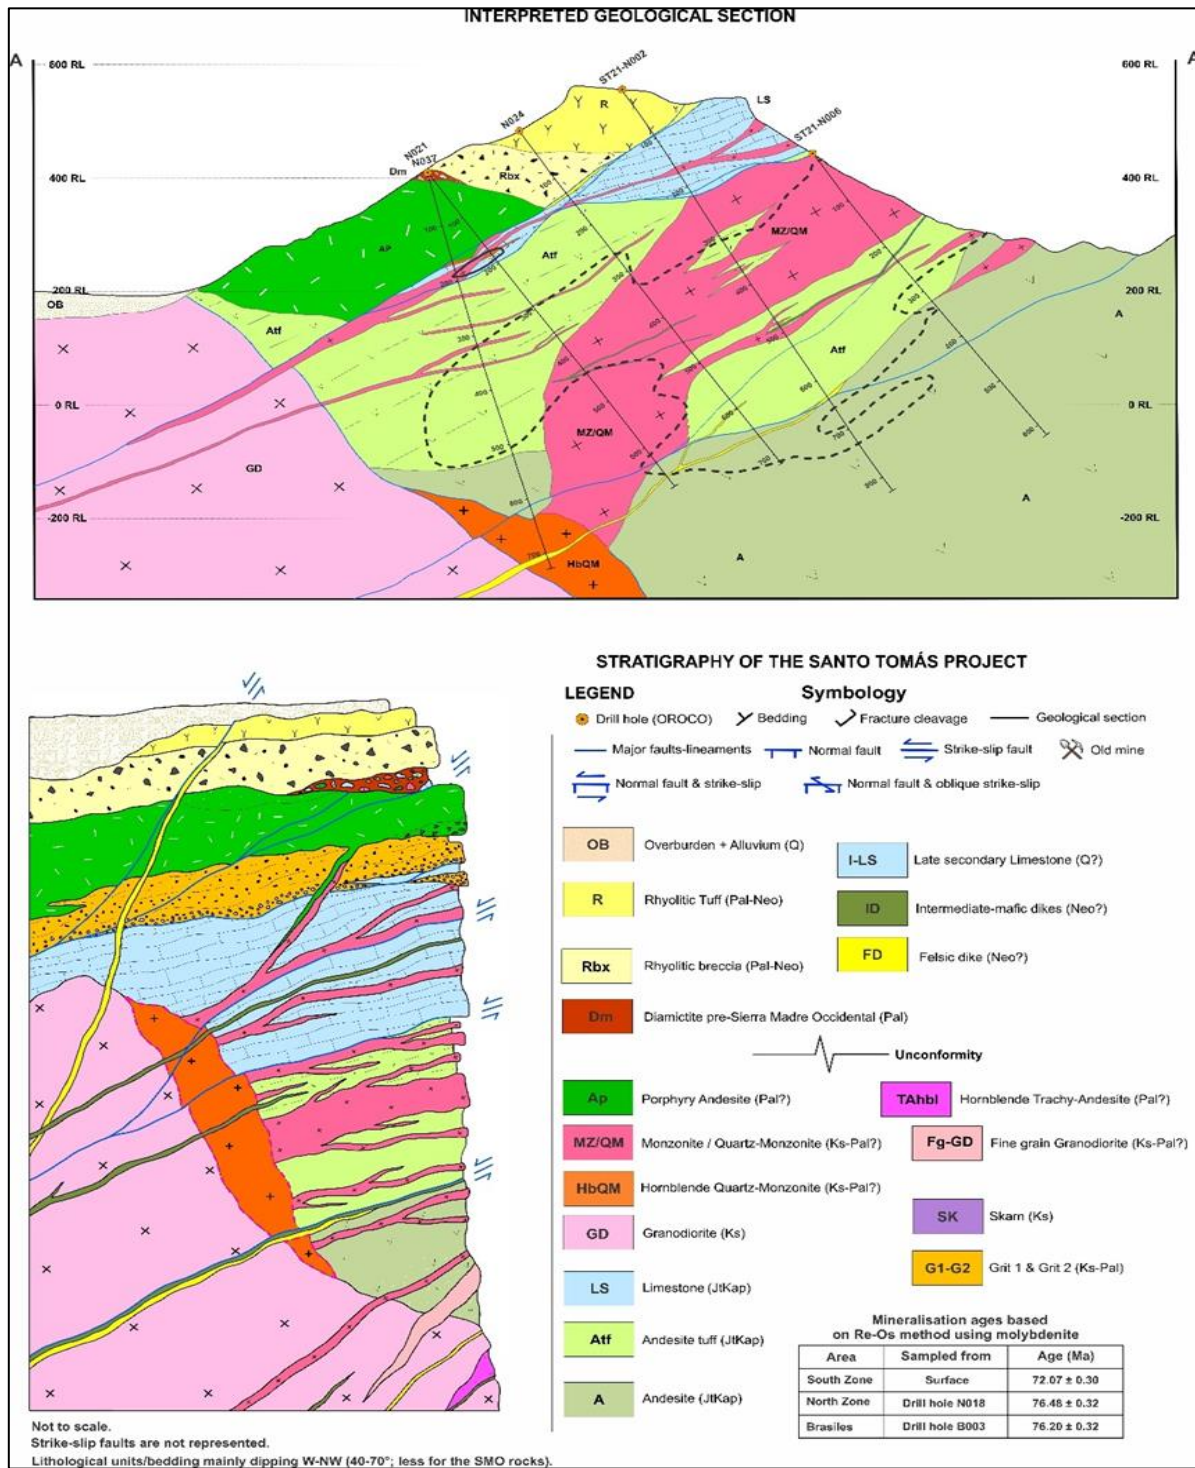 INTERPRETED GEOLOGICAL SECTION
A
A
600 RL
600 RL
ST21-N002
R
LS
N024
ST21-N006
N021
N037
Dm
Rbx
400 RL
400 RL
AP
Atf
MZ/QM
200 RL
200 RL
OB
Atf
A
Atf
0 RL
0 RL
MZ/QM
GD
A
-200 RL
-200 RL
HbQM
A
STRATIGRAPHY OF THE SANTO TOMÁS PROJECT
LEGEND
Symbology
Drill hole (OROCO)
Bedding
Fracture cleavage
Geological section
Major faults-lineaments
Normal fault
Strike-slip fault
Old mine
Normal fault & strike-slip
Normal fault & oblique strike-slip
OB Overburden + Alluvium (Q)
I-LS Late secondary Limestone (Q?)
R Rhyolitic Tuff (Pal-Neo)
ID Intermediate-mafic dikes (Neo?)
Rbx Rhyolitic breccia (Pal-Neo)
FD Felsic dike (Neo?)
Dm Diamictite pre-Sierra Madre Occidental (Pal)
Unconformity
Ap Porphyry Andesite (Pal?)
TAhbl Hornblende Trachy-Andesite (Pal?)
MZ/QM Monzonite / Quartz-Monzonite (Ks-Pal?)
Fg-GD Fine grain Granodiorite (Ks-Pal?)
HbQM Hornblende Quartz-Monzonite (Ks-Pal?)
SK Skarn (Ks)
GD Granodiorite (Ks)
G1-G2 Grit 1 & Grit 2 (Ks-Pal)
LS Limestone (JtKap)
Atf Andesite tuff (JtKap)
A Andesite (JtKap)
Mineralisation ages based
on Re-Os method using molybdenite
Area Sampled from Age (Ma)
South Zone Surface 72.07 ± 0.30
North Zone Drill hole N018 76.48 ± 0.32
Brasiles Drill hole B003 76.20 ± 0.32
Not to scale.
Strike-slip faults are not represented.
Lithological units/bedding mainly dipping W-NW (40-70°; less for the SMO rocks).